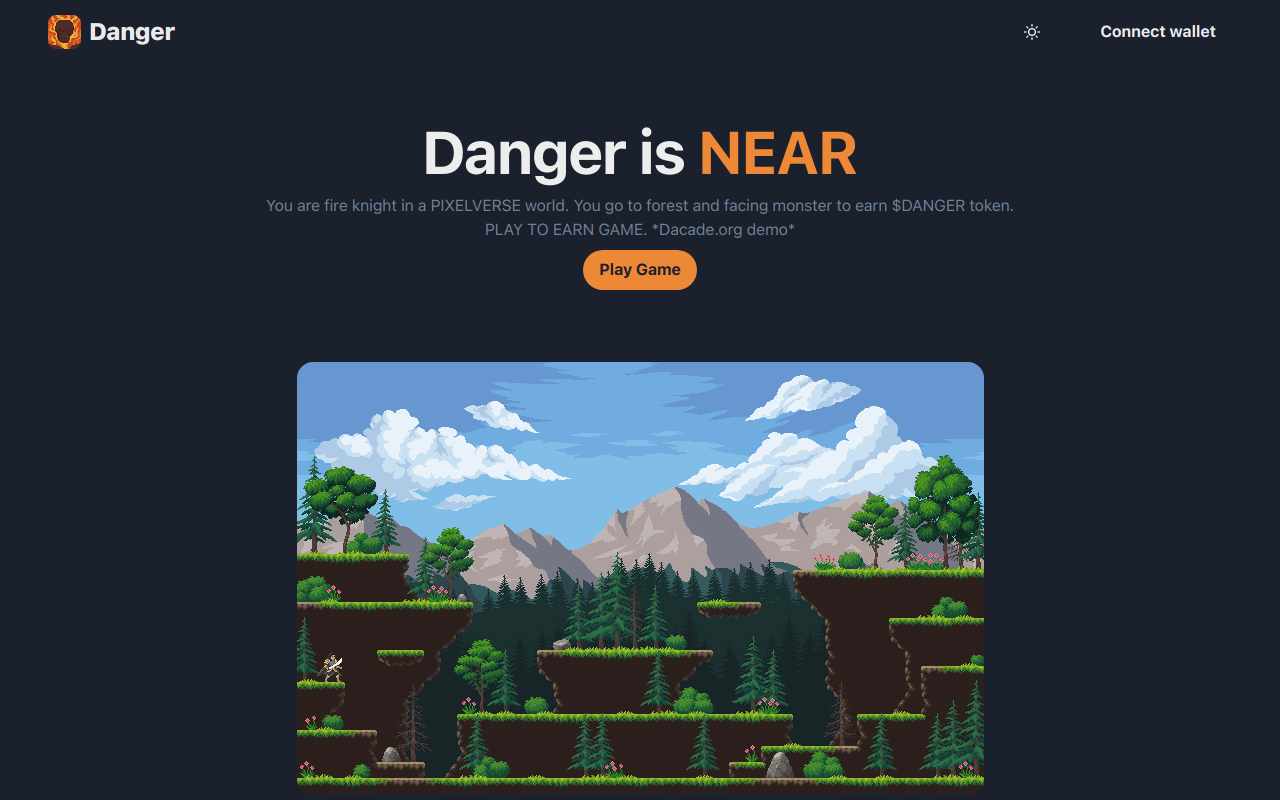 Danger
Connect wallet
Danger is NEAR
You are fire knight in a PIXELVERSE world. You go to forest and facing monster to earn $DANGER token.
PLAY TO EARN GAME. *Dacade.org demo*
Play Game